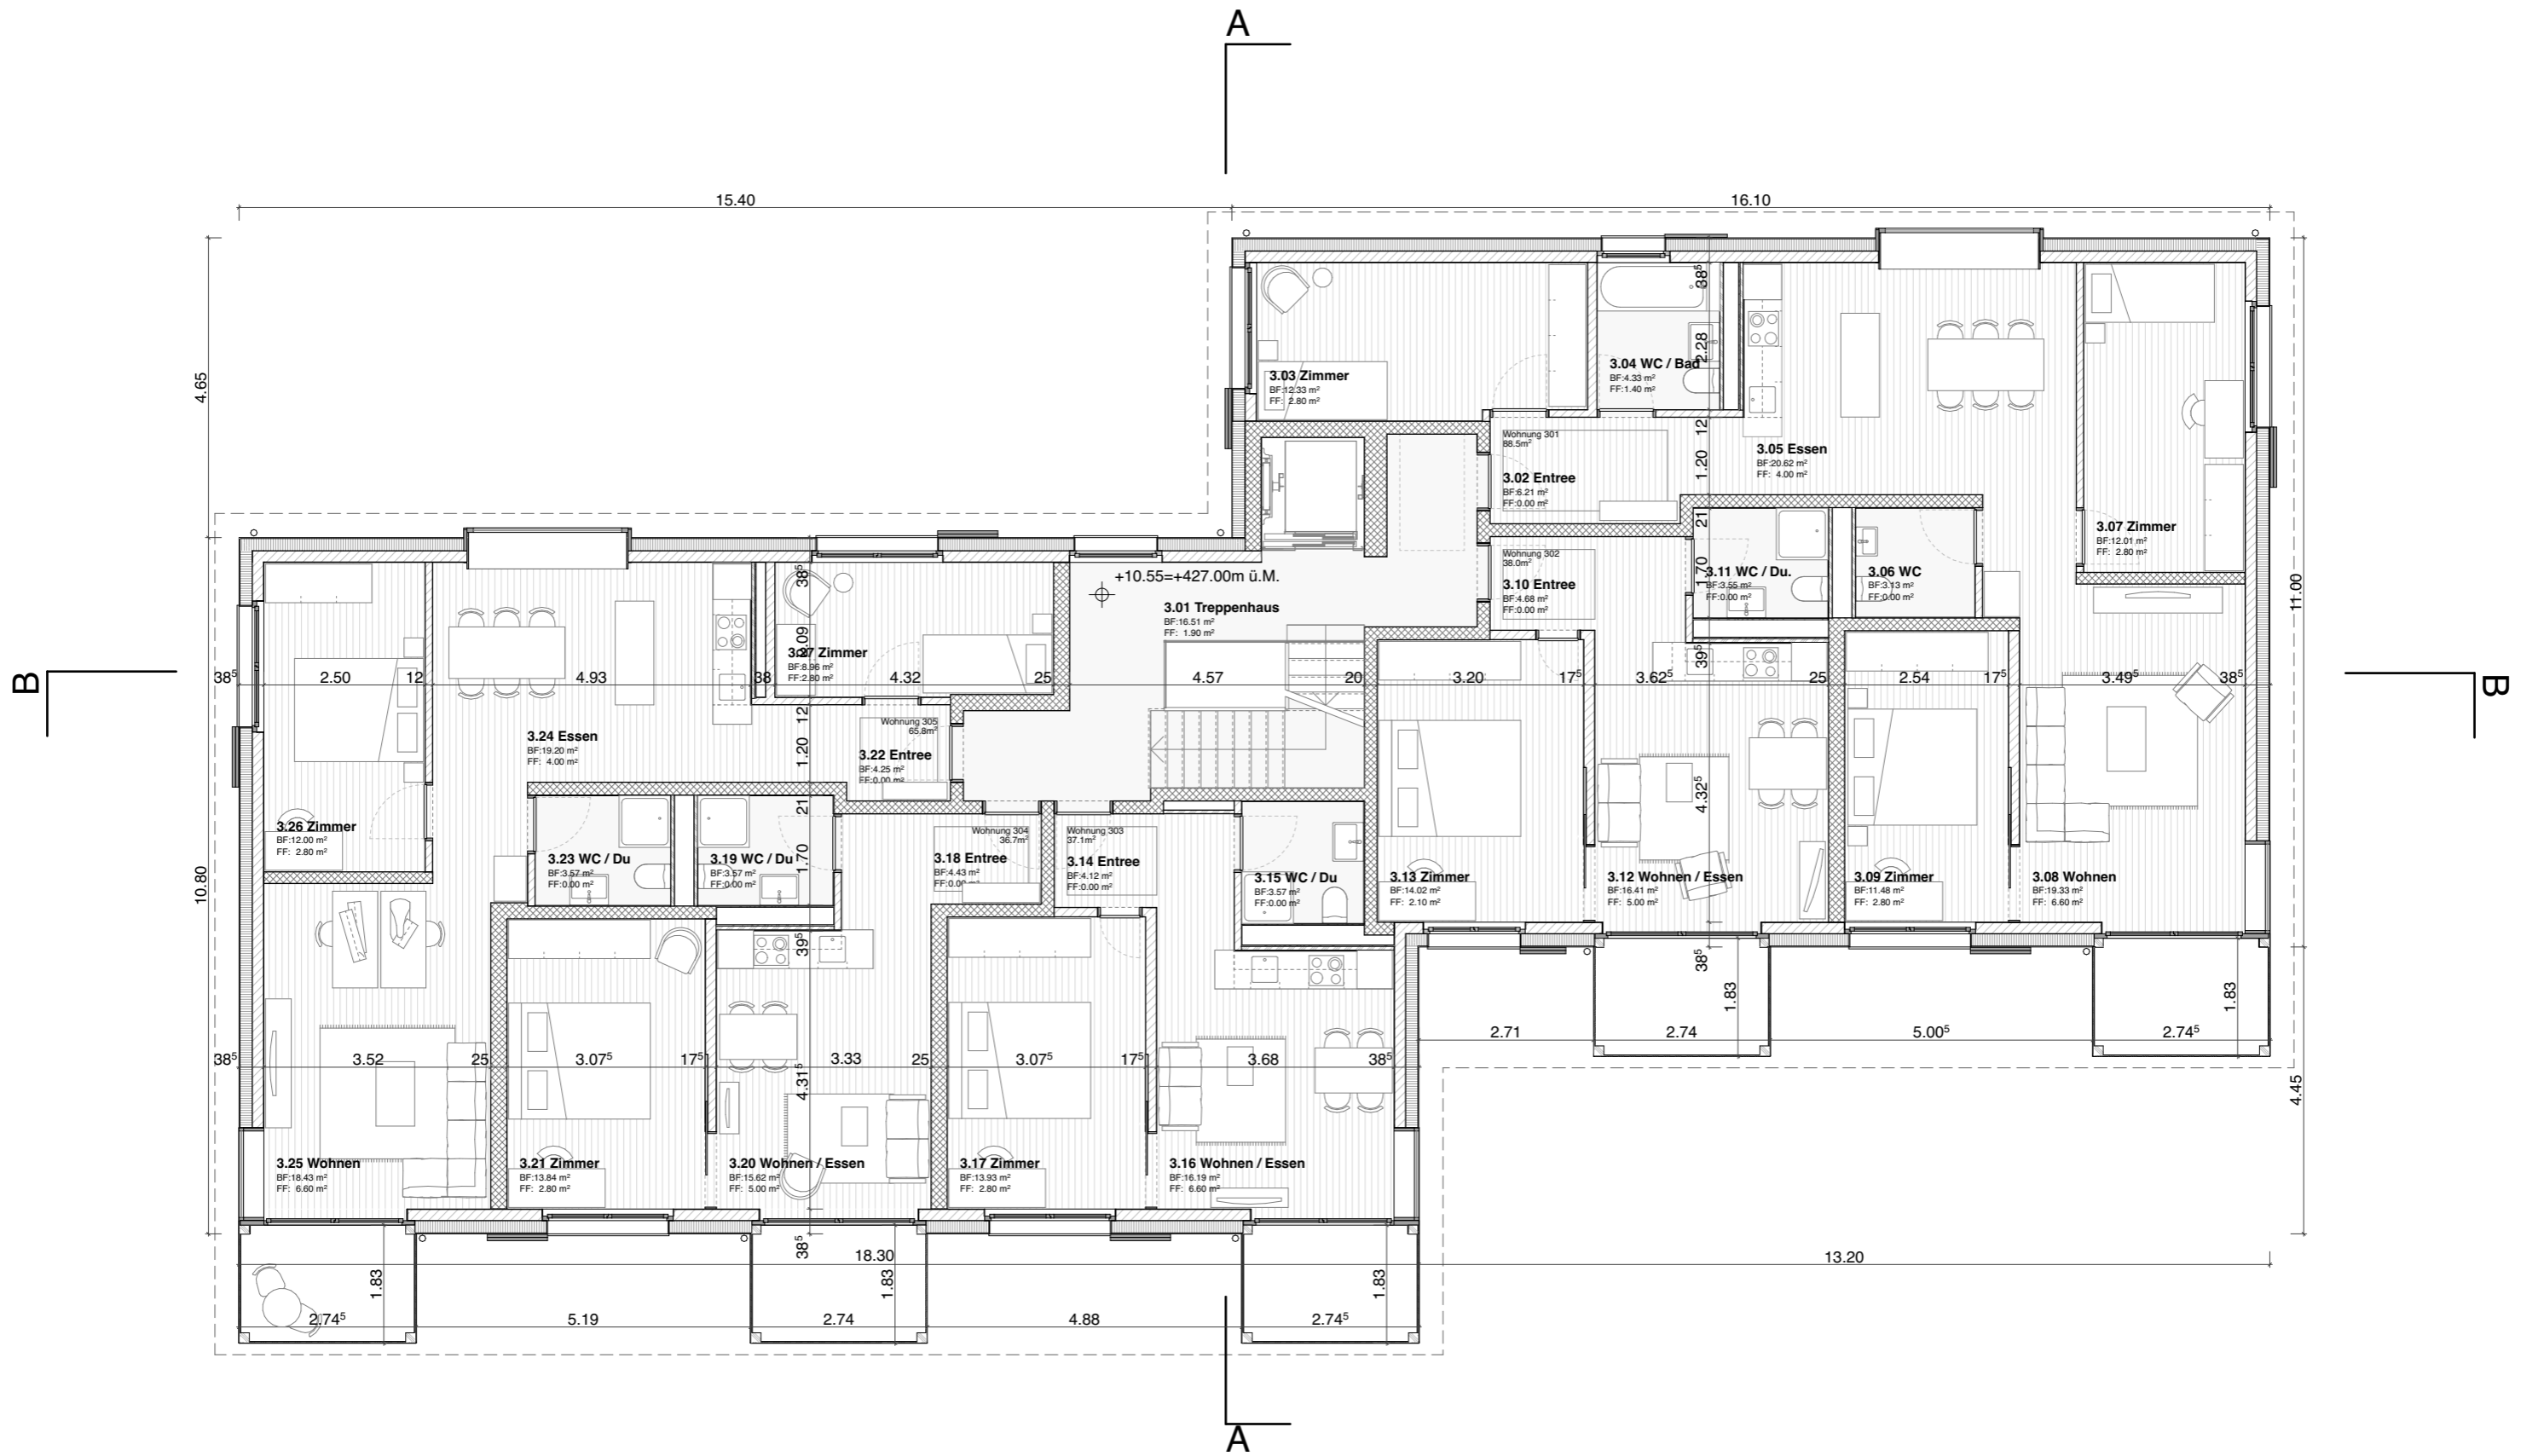 A
15.40
16.10
4.65
38⁵
3.03 Zimmer
BF:12.33 m²
FF: 2.80 m²
3.04 WC / Bad
BF:4.33 m²
FF:1.40 m²
2.28
12
Wohnung 301
88.5m²
3.02 Entree
BF:6.21 m²
FF:0.00 m²
1.20
3.05 Essen
BF:20.62 m²
FF: 4.00 m²
21
3.07 Zimmer
BF:12.01 m²
FF: 2.80 m²
Wohnung 302
38.0m²
3.10 Entree
BF:4.68 m²
FF:0.00 m²
1.70
3.11 WC / Du.
BF:3.55 m²
FF:0.00 m²
3.06 WC
BF:3.13 m²
FF:0.00 m²
11.00
+10.55=+427.00m ü.M.
3.01 Treppenhaus
BF:16.51 m²
FF: 1.90 m²
38⁵
3.09
3.27 Zimmer
BF:8.96 m²
FF:2.80 m²
39⁵
B
38⁵
2.50
12
4.93
38
4.32
25
4.57
20
3.20
17⁵
3.62⁵
25
2.54
17⁵
3.49⁵
38⁵
B
12
Wohnung 305
65.8m²
3.22 Entree
BF:4.25 m²
FF:0.00 m²
1.20
3.24 Essen
BF:19.20 m²
FF: 4.00 m²
4.32⁵
21
3.26 Zimmer
BF:12.00 m²
FF: 2.80 m²
3.23 WC / Du
BF:3.57 m²
FF:0.00 m²
3.19 WC / Du
BF:3.57 m²
FF:0.00 m²
1.70
Wohnung 304
36.7m²
3.18 Entree
BF:4.43 m²
FF:0.00 m²
Wohnung 303
37.1m²
3.14 Entree
BF:4.12 m²
FF:0.00 m²
3.15 WC / Du
BF:3.57 m²
FF:0.00 m²
3.13 Zimmer
BF:14.02 m²
FF: 2.10 m²
3.12 Wohnen / Essen
BF:16.41 m²
FF: 5.00 m²
3.09 Zimmer
BF:11.48 m²
FF: 2.80 m²
3.08 Wohnen
BF:19.33 m²
FF: 6.60 m²
10.80
39⁵
38⁵
1.83
1.83
2.71
2.74
5.00⁵
2.74⁵
38⁵
3.52
25
3.07⁵
17⁵
3.33
25
3.07⁵
17⁵
3.68
38⁵
4.31⁵
4.45
3.25 Wohnen
BF:18.43 m²
FF: 6.60 m²
3.21 Zimmer
BF:13.84 m²
FF: 2.80 m²
3.20 Wohnen / Essen
BF:15.62 m²
FF: 5.00 m²
3.17 Zimmer
BF:13.93 m²
FF: 2.80 m²
3.16 Wohnen / Essen
BF:16.19 m²
FF: 6.60 m²
38⁵
18.30
13.20
1.83
1.83
1.83
2.74⁵
5.19
2.74
4.88
2.74⁵
A